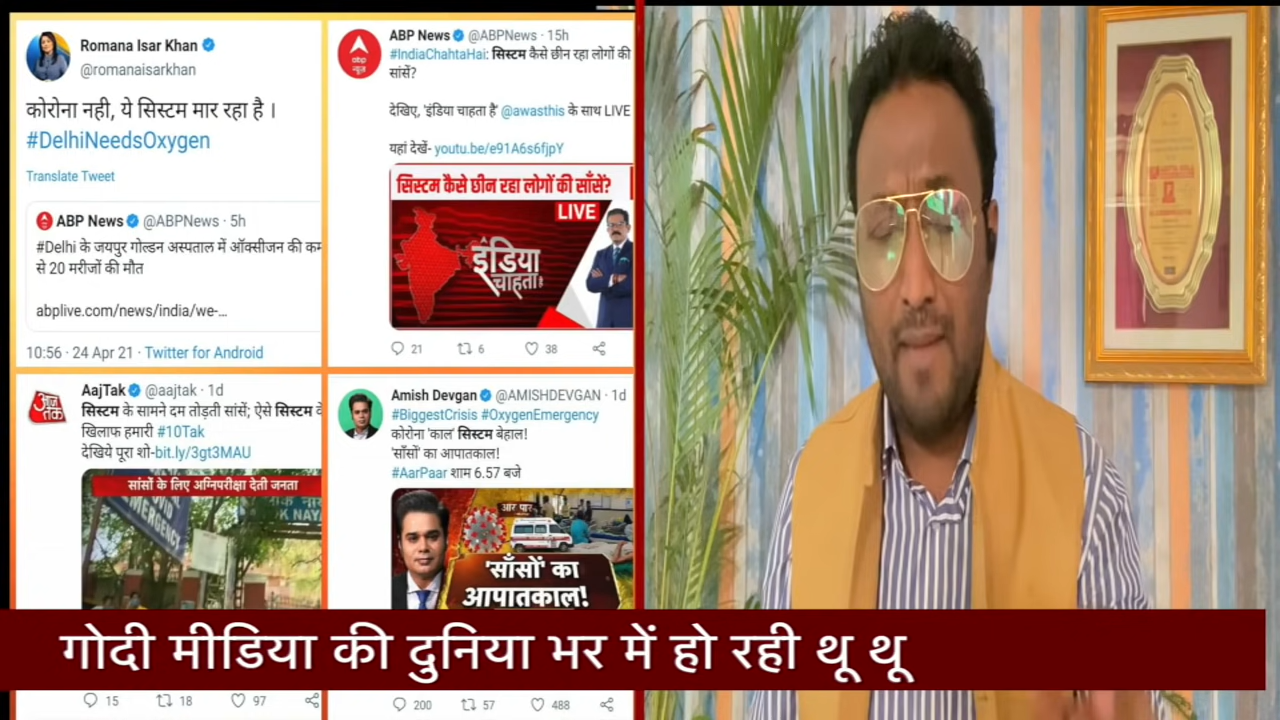 Romana Isar Khan
@romanaisarkhan
कोरोना नही, ये सिस्टम मार रहा है ।
#DelhiNeedsOxygen
Translate Tweet
ABP News @ABPNews · 5h
#Delhi के जयपुर गोल्डन अस्पताल में ऑक्सीजन की कम
से 20 मरीजों की मौत
abplive.com/news/india/we-...
10:56 · 24 Apr 21 · Twitter for Android
abp
न्यूज़
ABP News @ABPNews · 15h
#IndiaChahtaHai: सिस्टम कैसे छीन रहा लोगों की
सांसें?
देखिए, 'इंडिया चाहता है' @awasthis के साथ LIVE
यहां देखें- youtu.be/e91A6s6fjpY
सिस्टम कैसे छीन रहा लोगों की साँसें?
LIVE
इंडिया
चाहता है
21 6 38
आज तक
AajTak @aajtak · 1d
सिस्टम के सामने दम तोड़ती सांसें; ऐसे सिस्टम के
खिलाफ हमारी #10Tak
देखिये पूरा शो-bit.ly/3gt3MAU
सांसों के लिए अग्निपरीक्षा देती जनता
EMERGENCY
K NAYA
15 18 97
Amish Devgan @AMISHDEVGAN · 1d
#BiggestCrisis #OxygenEmergency
कोरोना 'काल' सिस्टम बेहाल!
'साँसों' का आपातकाल!
#AarPaar शाम 6.57 बजे
आर पार
'साँसों' का
आपातकाल!
200 57 488
गोदी मीडिया की दुनिया भर में हो रही थू थू